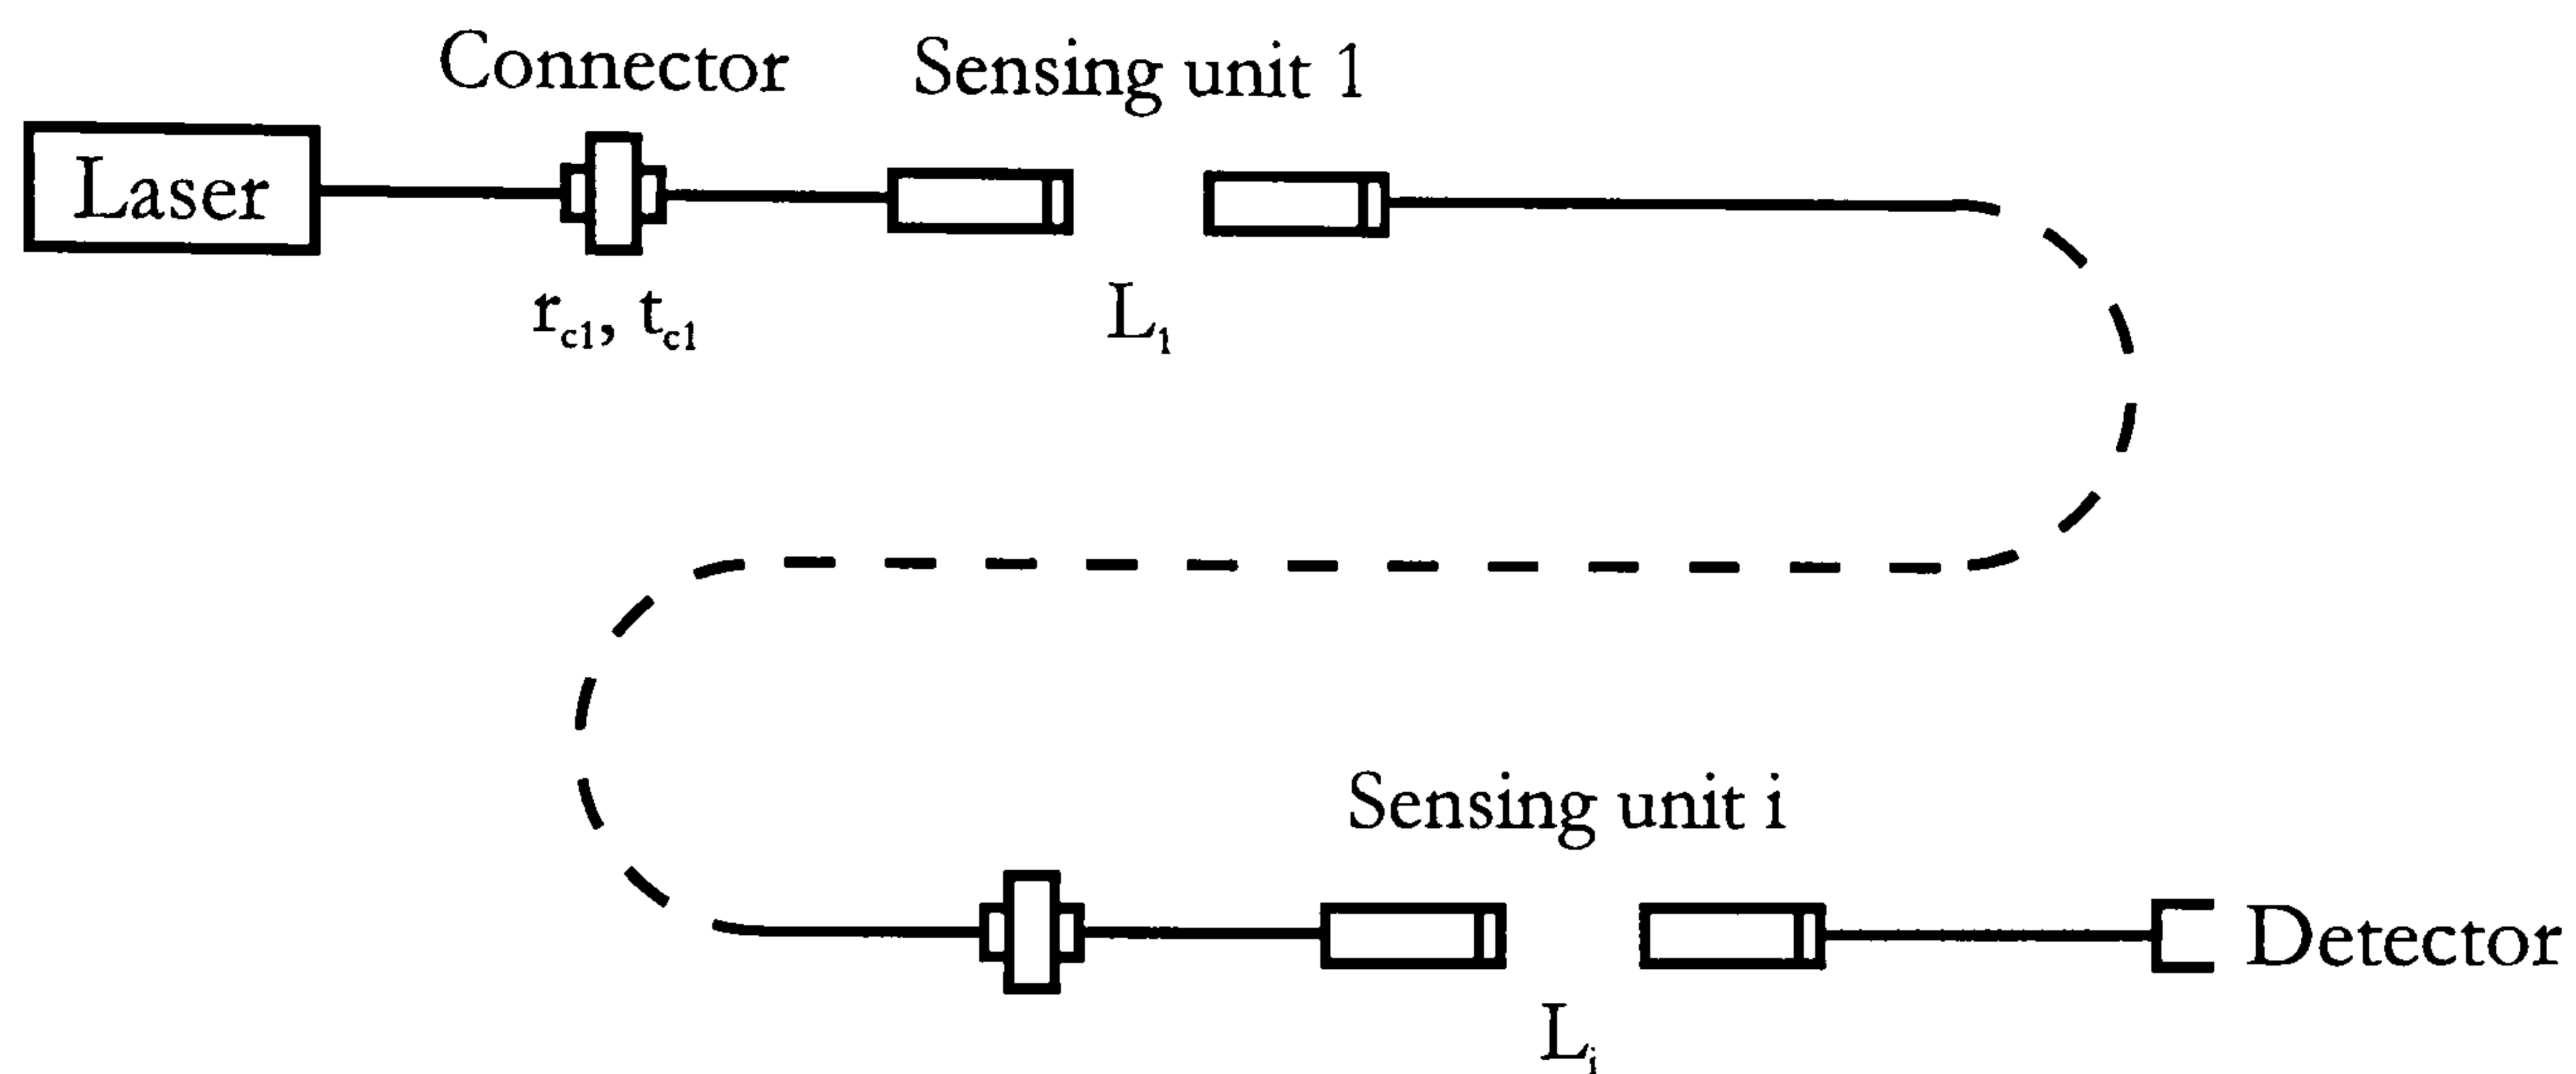 Connector
Sensing unit 1
Laser
r_c1, t_c1
L_1
Sensing unit i
Detector
L_i